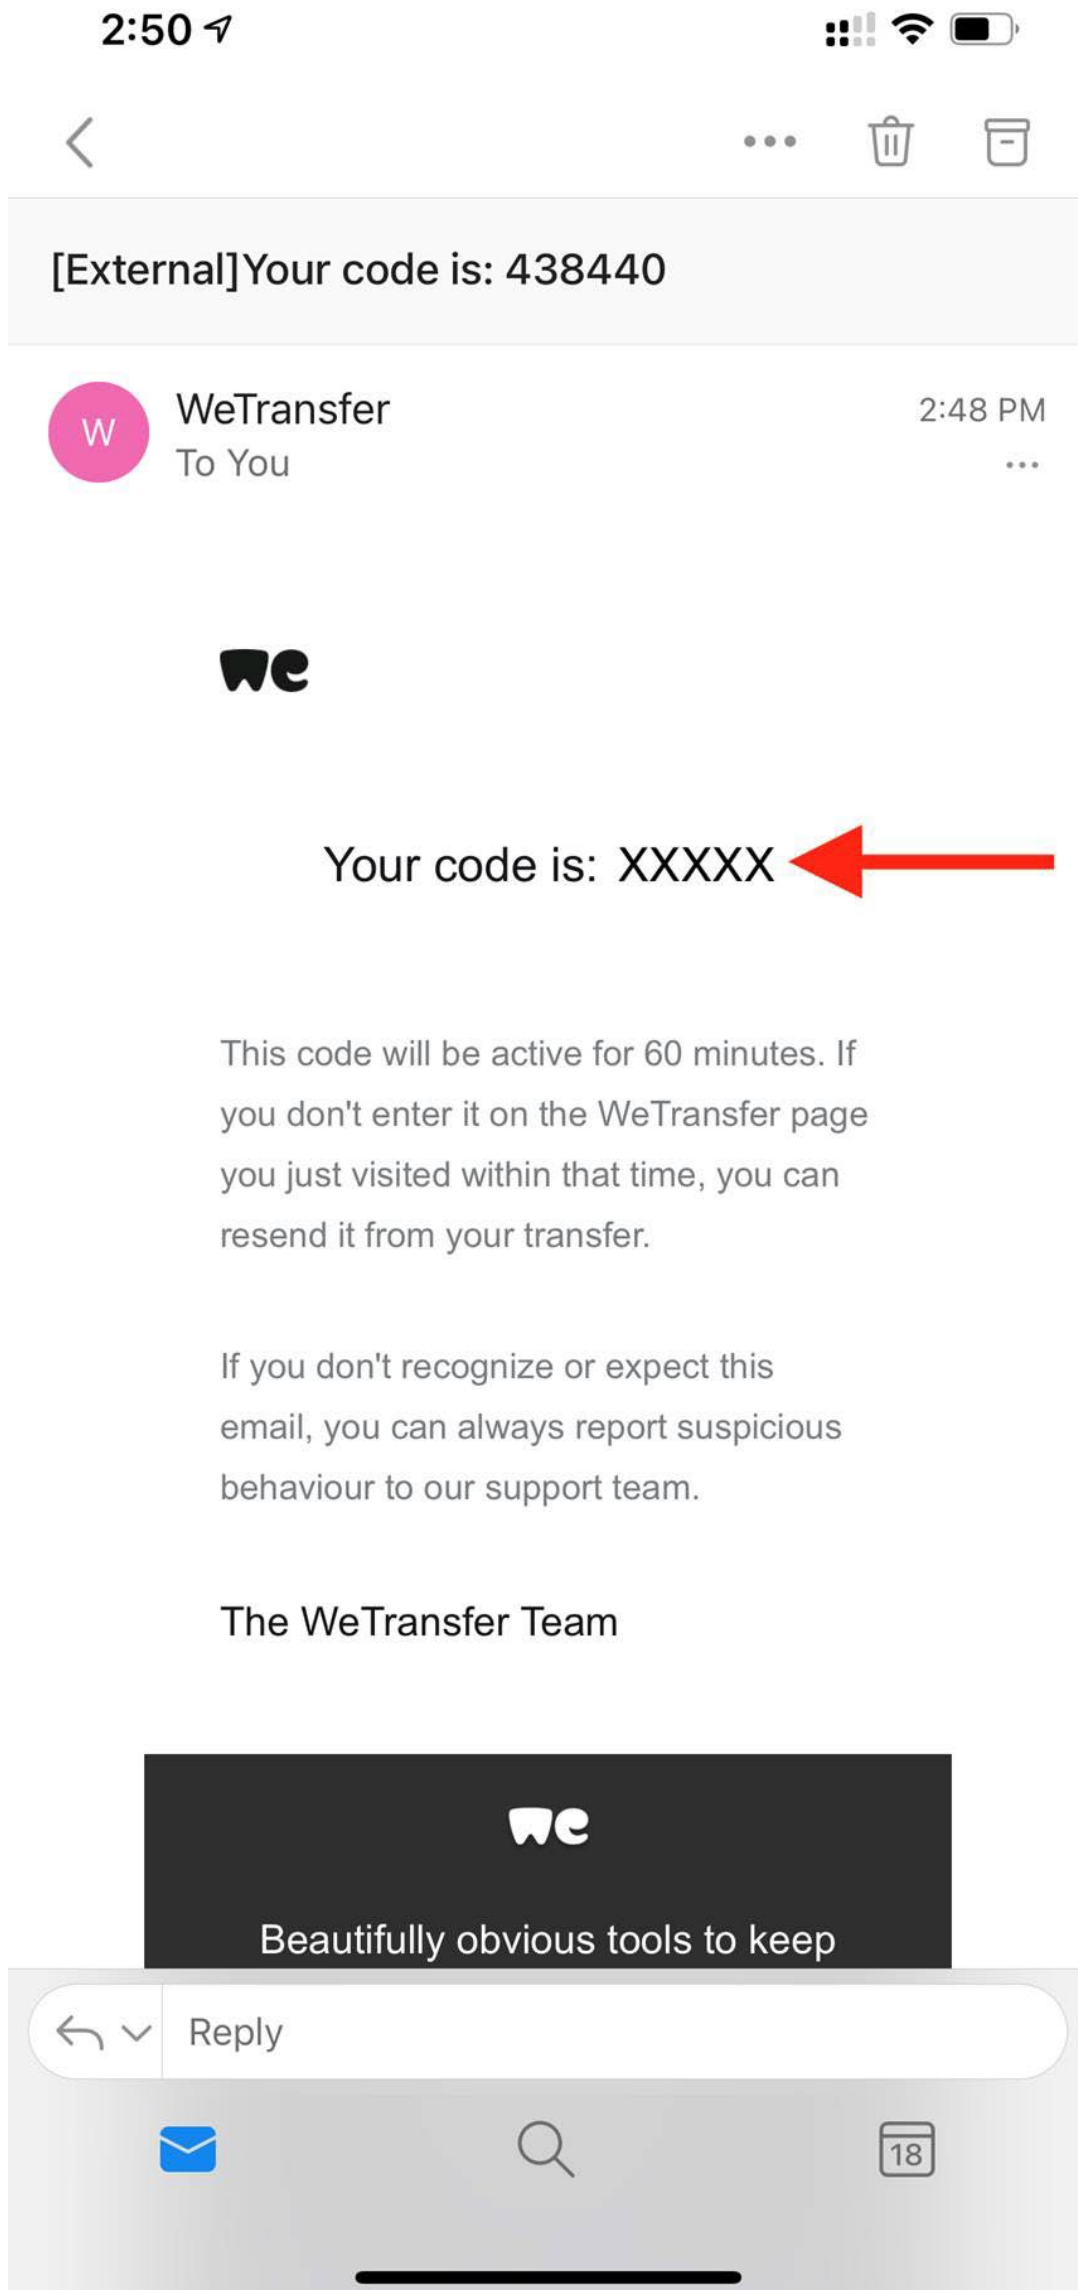 2:50
[External]Your code is: 438440
W
WeTransfer
2:48 PM
To You
we
Your code is: XXXXX
This code will be active for 60 minutes. If
you don't enter it on the WeTransfer page
you just visited within that time, you can
resend it from your transfer.
If you don't recognize or expect this
email, you can always report suspicious
behaviour to our support team.
The WeTransfer Team
we
Beautifully obvious tools to keep
Reply
18